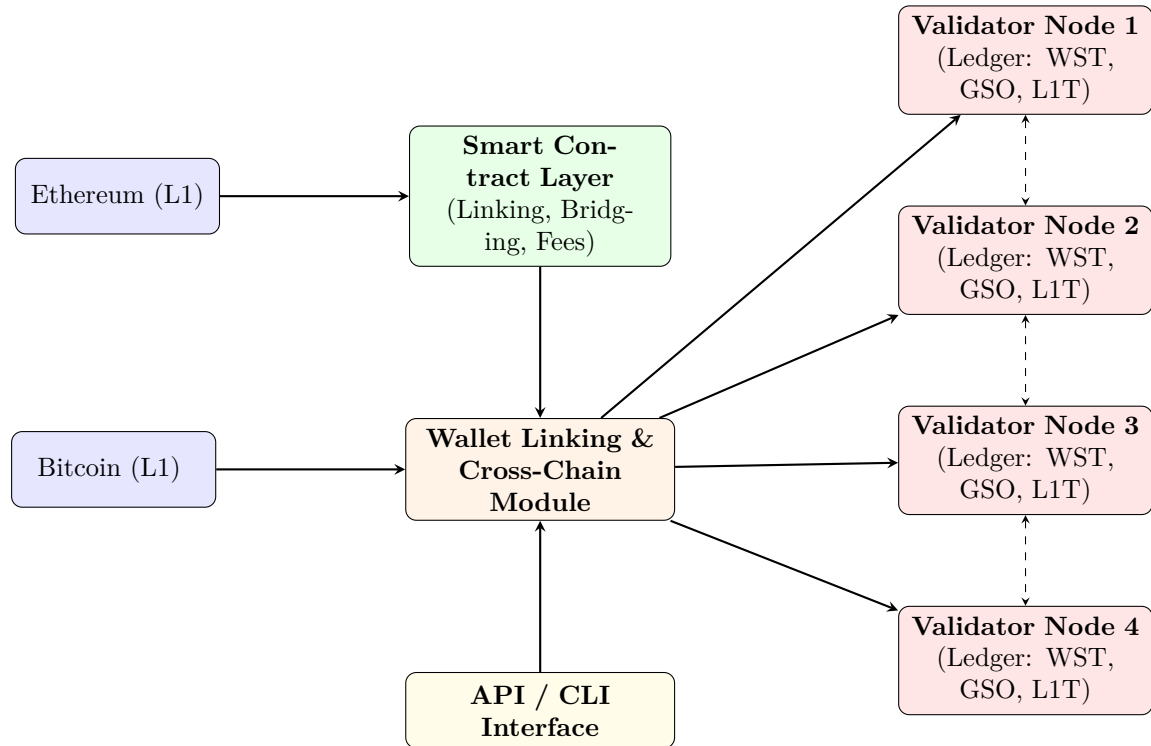 Validator Node 1
(Ledger: WST,
GSO, L1T)
Smart Con-
tract Layer
(Linking, Bridg-
ing, Fees)
Ethereum (L1)
Validator Node 2
(Ledger: WST,
GSO, L1T)
Wallet Linking &
Cross-Chain
Module
Bitcoin (L1)
Validator Node 3
(Ledger: WST,
GSO, L1T)
Validator Node 4
(Ledger: WST,
GSO, L1T)
API / CLI
Interface